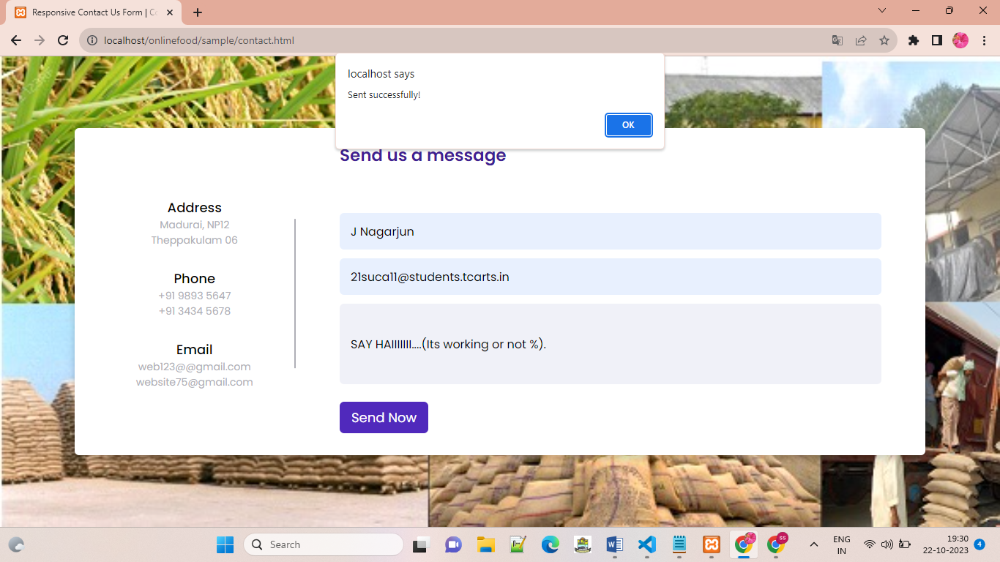 Responsive Contact Us Form | Co
localhost/onlinefood/sample/contact.html
localhost says
Sent successfully!
OK
Send us a message
Address
Madurai, NP12
Theppakulam 06
Phone
+91 9893 5647
+91 3434 5678
Email
web123@@gmail.com
website75@gmail.com
J Nagarjun
21suca11@students.tcarts.in
SAY HAIIIIIII....(Its working or not %).
Send Now
Search
SS
ENG
IN
19:30
22-10-2023
4